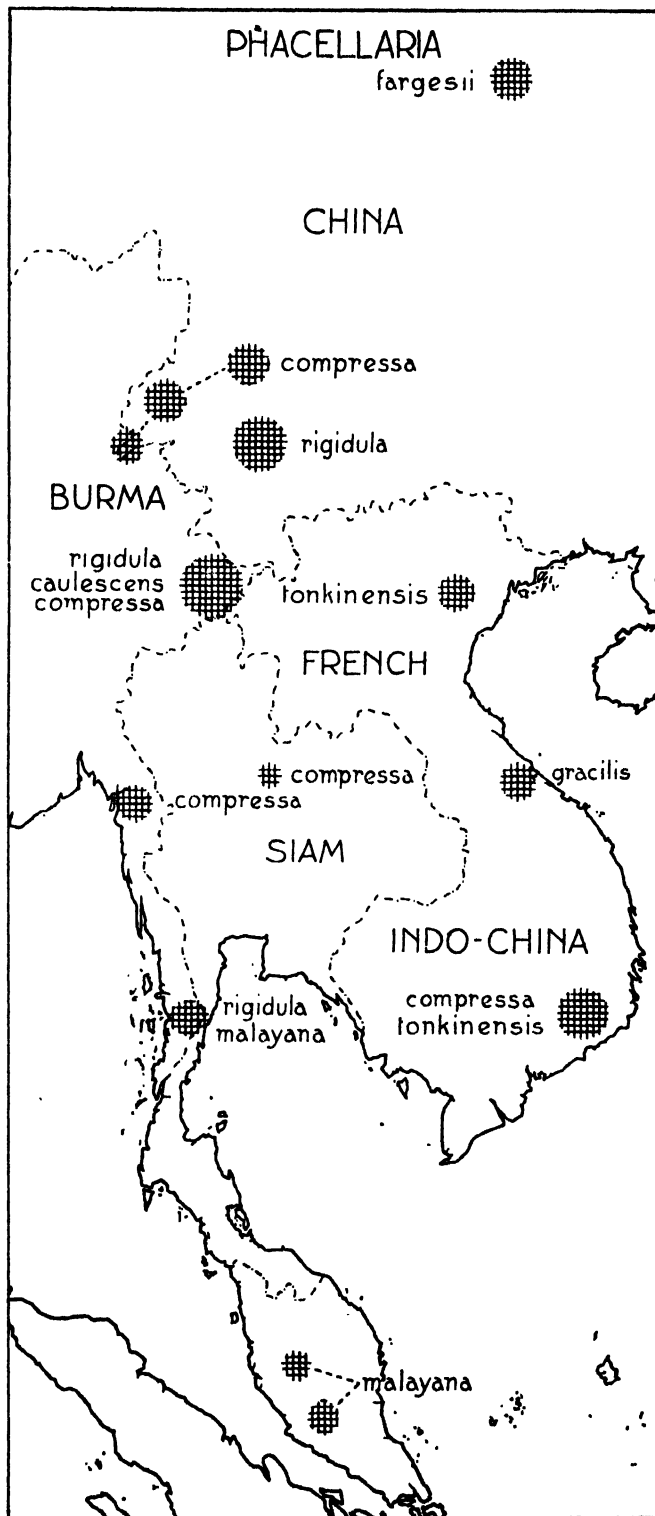 PHACELLARIA
fargesii
CHINA
compressa
rigidula
BURMA
rigidula
caulescens
compressa
tonkinensis
FRENCH
compressa
gracilis
compressa
SIAM
INDO-CHINA
rigidula
malayana
compressa
tonkinensis
malayana